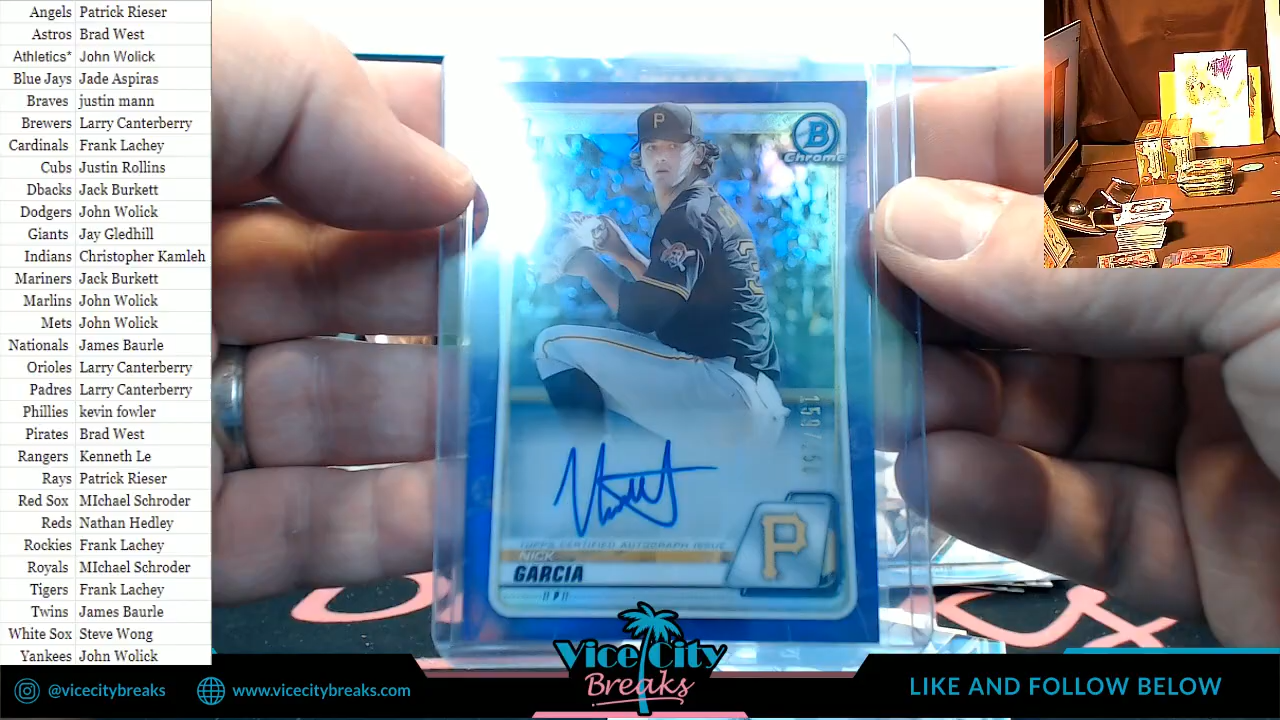 Angels Patrick Rieser
Astros Brad West
Athletics* John Wolick
Blue Jays Jade Aspiras
Braves justin mann
Brewers Larry Canterberry
Cardinals Frank Lachey
Cubs Justin Rollins
Dbacks Jack Burkett
Dodgers John Wolick
Giants Jay Gledhill
Indians Christopher Kamleh
Mariners Jack Burkett
Marlins John Wolick
Mets John Wolick
Nationals James Baurle
Orioles Larry Canterberry
Padres Larry Canterberry
Phillies kevin fowler
Pirates Brad West
Rangers Kenneth Le
Rays Patrick Rieser
Red Sox MIchael Schroder
Reds Nathan Hedley
Rockies Frank Lachey
Royals MIchael Schroder
Tigers Frank Lachey
Twins James Baurle
White Sox Steve Wong
Yankees John Wolick
P
B
Chrome
TOPPS CERTIFIED AUTOGRAPH ISSUE
NICK
GARCIA
P
@vicecitybreaks
www.vicecitybreaks.com
Vice City
Breaks
LIKE AND FOLLOW BELOW